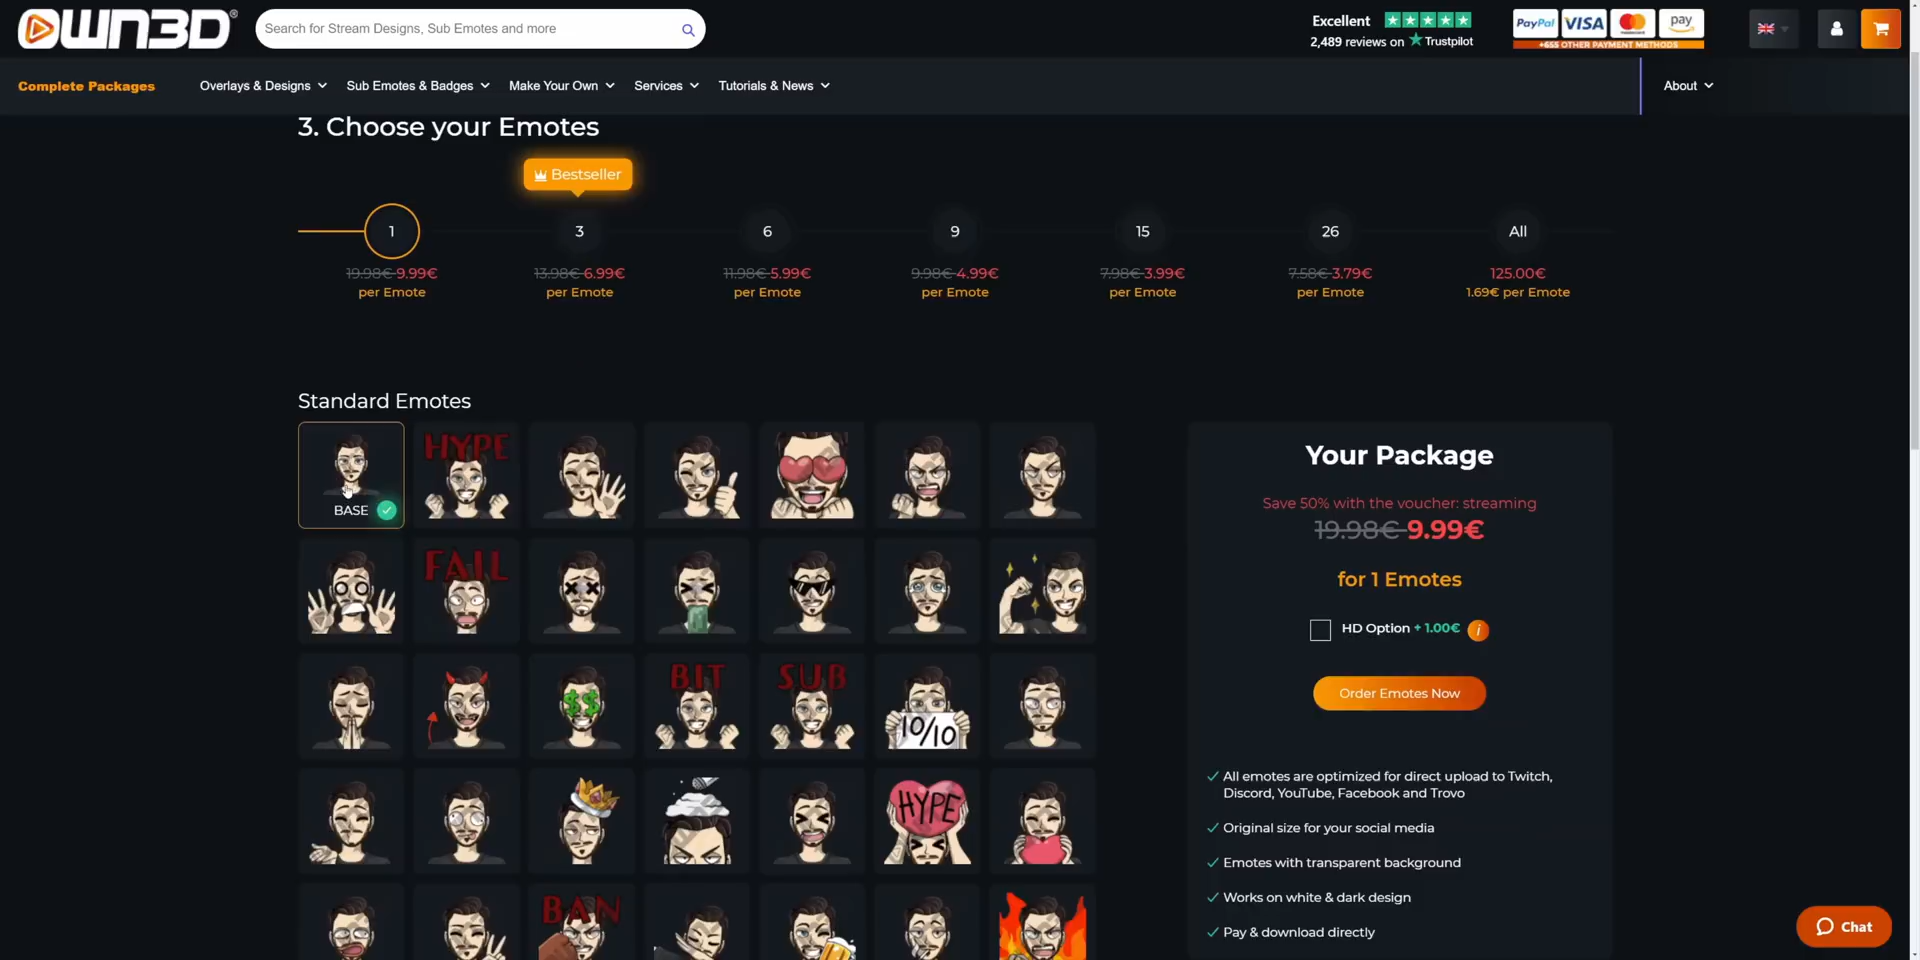 OWN3D®
Search for Stream Designs, Sub Emotes and more
Excellent
2,489 reviews on Trustpilot
PayPal VISA mastercard pay
+655 OTHER PAYMENT METHODS
Complete Packages
Overlays & Designs
Sub Emotes & Badges
Make Your Own
Services
Tutorials & News
About
3. Choose your Emotes
Bestseller
1 3 6 9 15 26 All
19.98€ 9.99€ 13.98€ 6.99€ 11.98€ 5.99€ 9.98€ 4.99€ 7.98€ 3.99€ 7.58€ 3.79€ 125.00€
per Emote per Emote per Emote per Emote per Emote per Emote 1.69€ per Emote
Standard Emotes
HYPE
BASE
FAIL
BIT SUB
10/10
HYPE
BAN
Your Package
Save 50% with the voucher: streaming
19.98€ 9.99€
for 1 Emotes
HD Option + 1.00€ i
Order Emotes Now
All emotes are optimized for direct upload to Twitch,
Discord, YouTube, Facebook and Trovo
Original size for your social media
Emotes with transparent background
Works on white & dark design
Pay & download directly
Chat